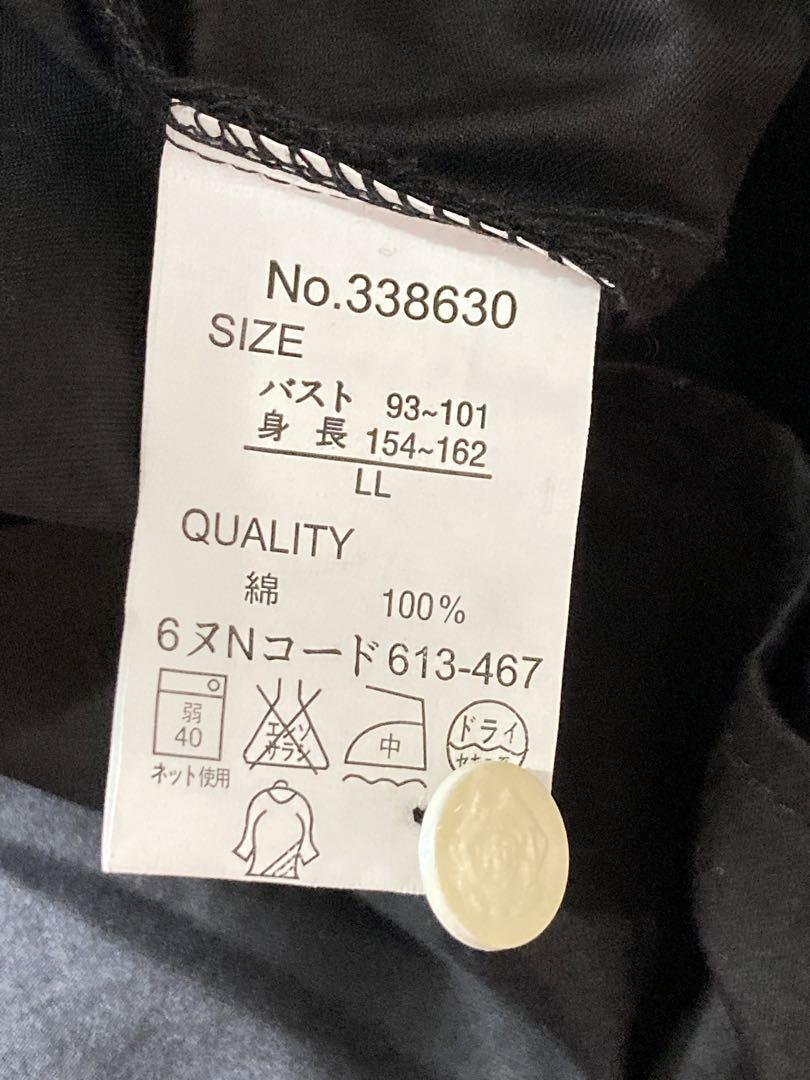 No.338630
SIZE
バスト 93~101
身長 154~162
LL
QUALITY
綿 100%
6ヌNコード613-467
弱
40
ネット使用
エンソ
サラシ
中
ドライ